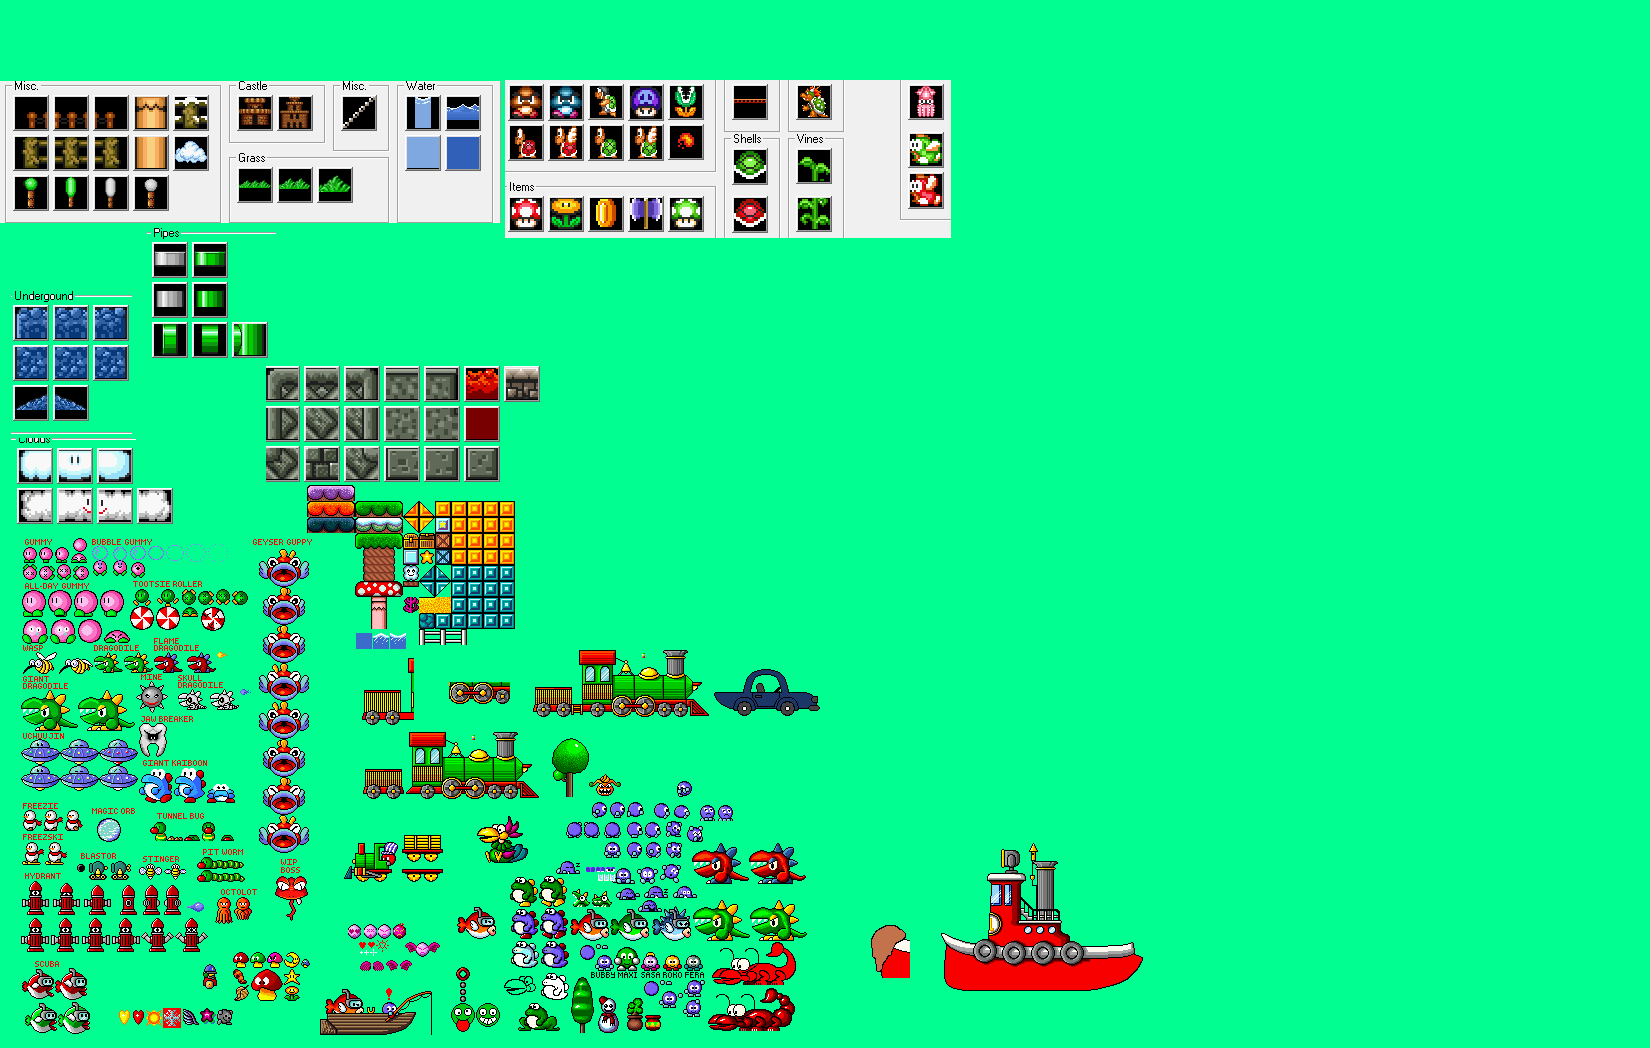 Misc.
Castle
Misc.
Water
Grass
Shells
Vines
Items
Pipes
Undergound
Clouds
GUMMY
BUBBLE GUMMY
GEYSER GUPPY
ALL-DAY GUMMY
TOOTSIE ROLLER
WASP
DRAGODILE
FLAME
DRAGODILE
GIANT
DRAGODILE
MINE
SKULL
DRAGODILE
JAW BREAKER
UCHUUJIN
GIANT KAIBOON
FREEZIE
MAGIC ORB
TUNNEL BUG
FREEZSKI
BLASTOR
STINGER
PIT WORM
WIP
BOSS
HYDRANT
OCTOLOT
SCUBA
BUBBY MAXI SASA ROKO FERA